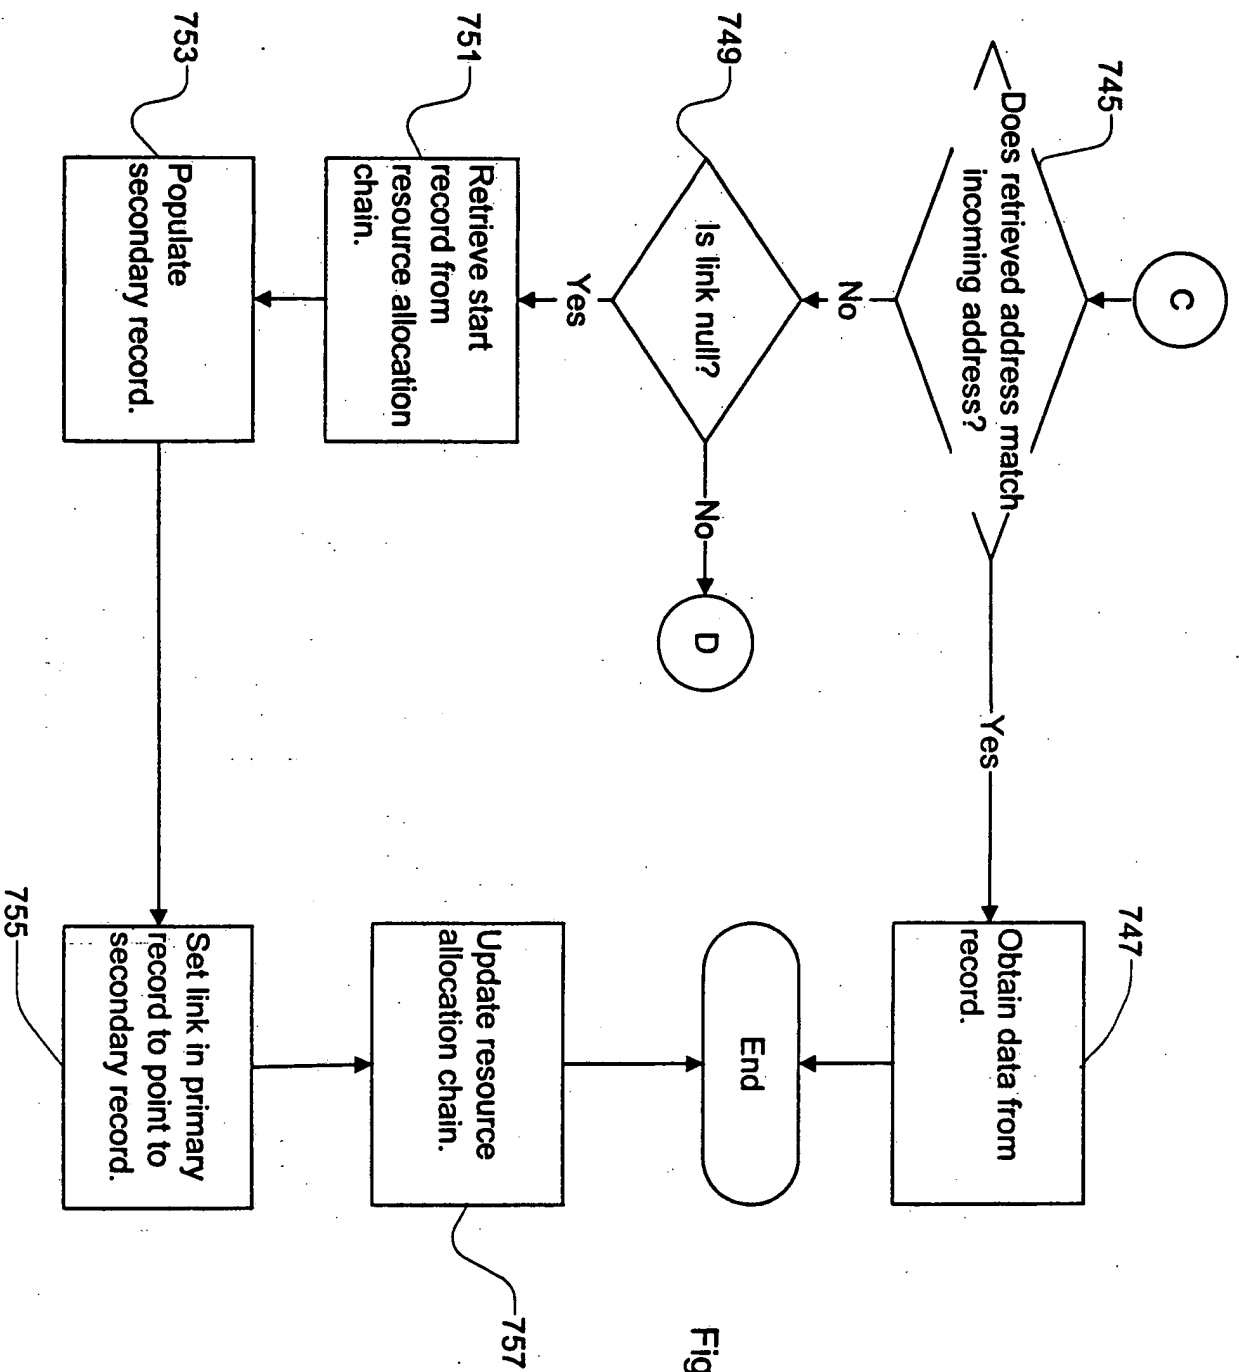 C
745
Does retrieved address match
incoming address?
Yes
747
Obtain data from
record.
No
749
Is link null?
No
D
End
Yes
751
Retrieve start
record from
resource allocation
chain.
Update resource
allocation chain.
757
753
Populate
secondary record.
Set link in primary
record to point to
secondary record.
755
Fig